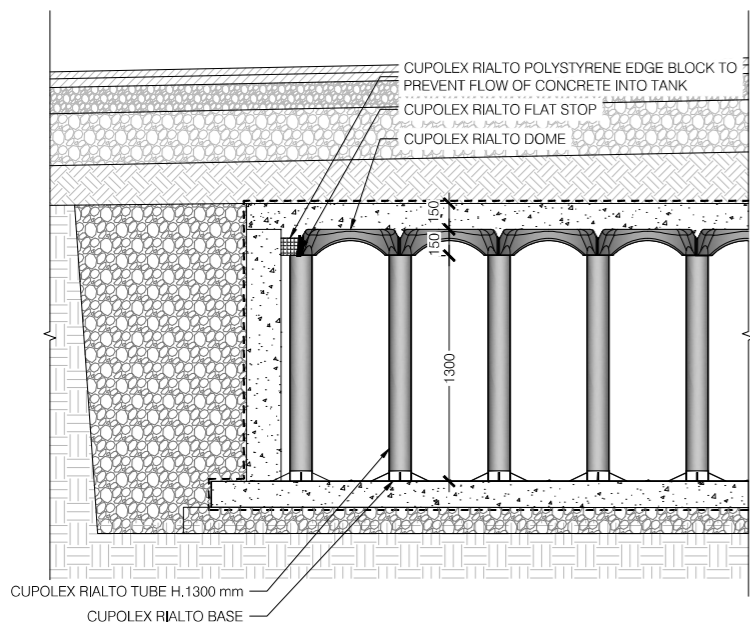 CUPOLEX RIALTO POLYSTYRENE EDGE BLOCK TO
PREVENT FLOW OF CONCRETE INTO TANK
CUPOLEX RIALTO FLAT STOP
CUPOLEX RIALTO DOME
150
150
1300
CUPOLEX RIALTO TUBE H.1300 mm
CUPOLEX RIALTO BASE